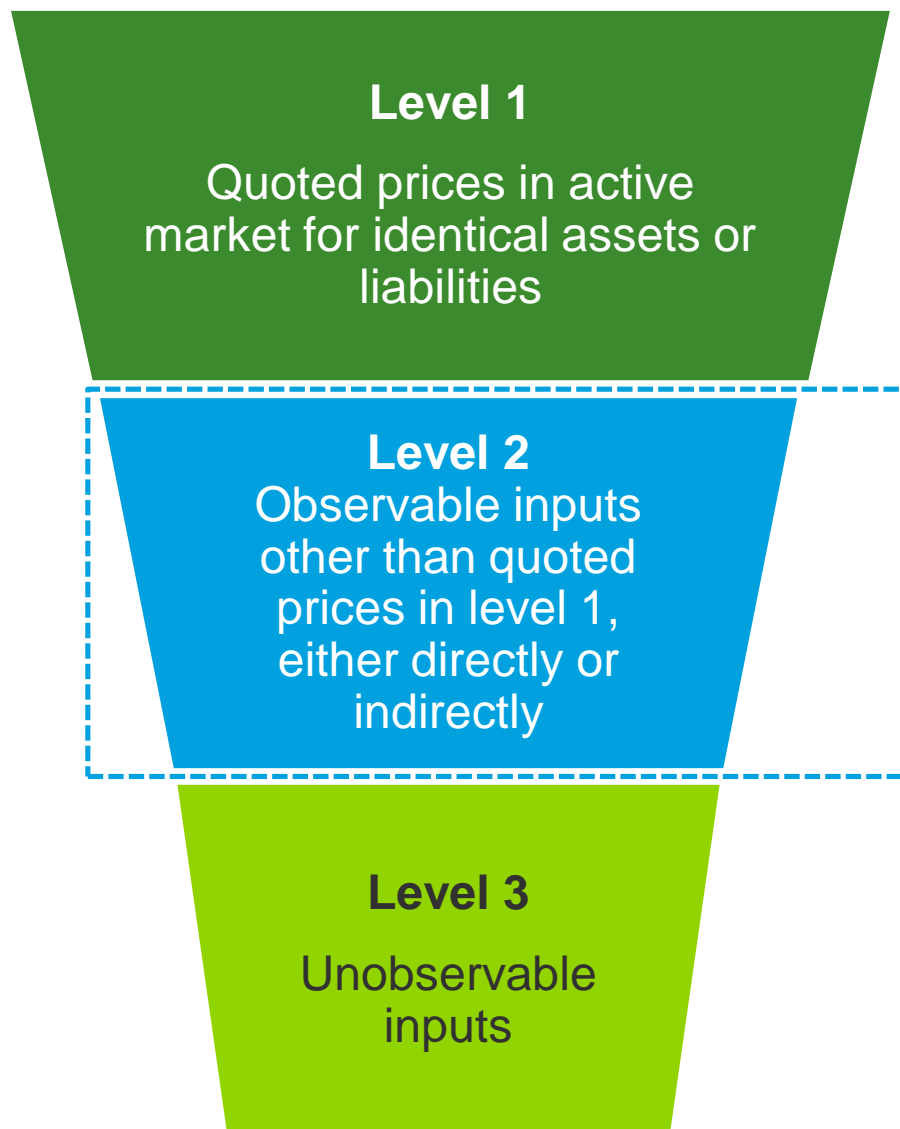 Level 1
Quoted prices in active
market for identical assets or
liabilities
Level 2
Observable inputs
other than quoted
prices in level 1,
either directly or
indirectly
Level 3
Unobservable
inputs